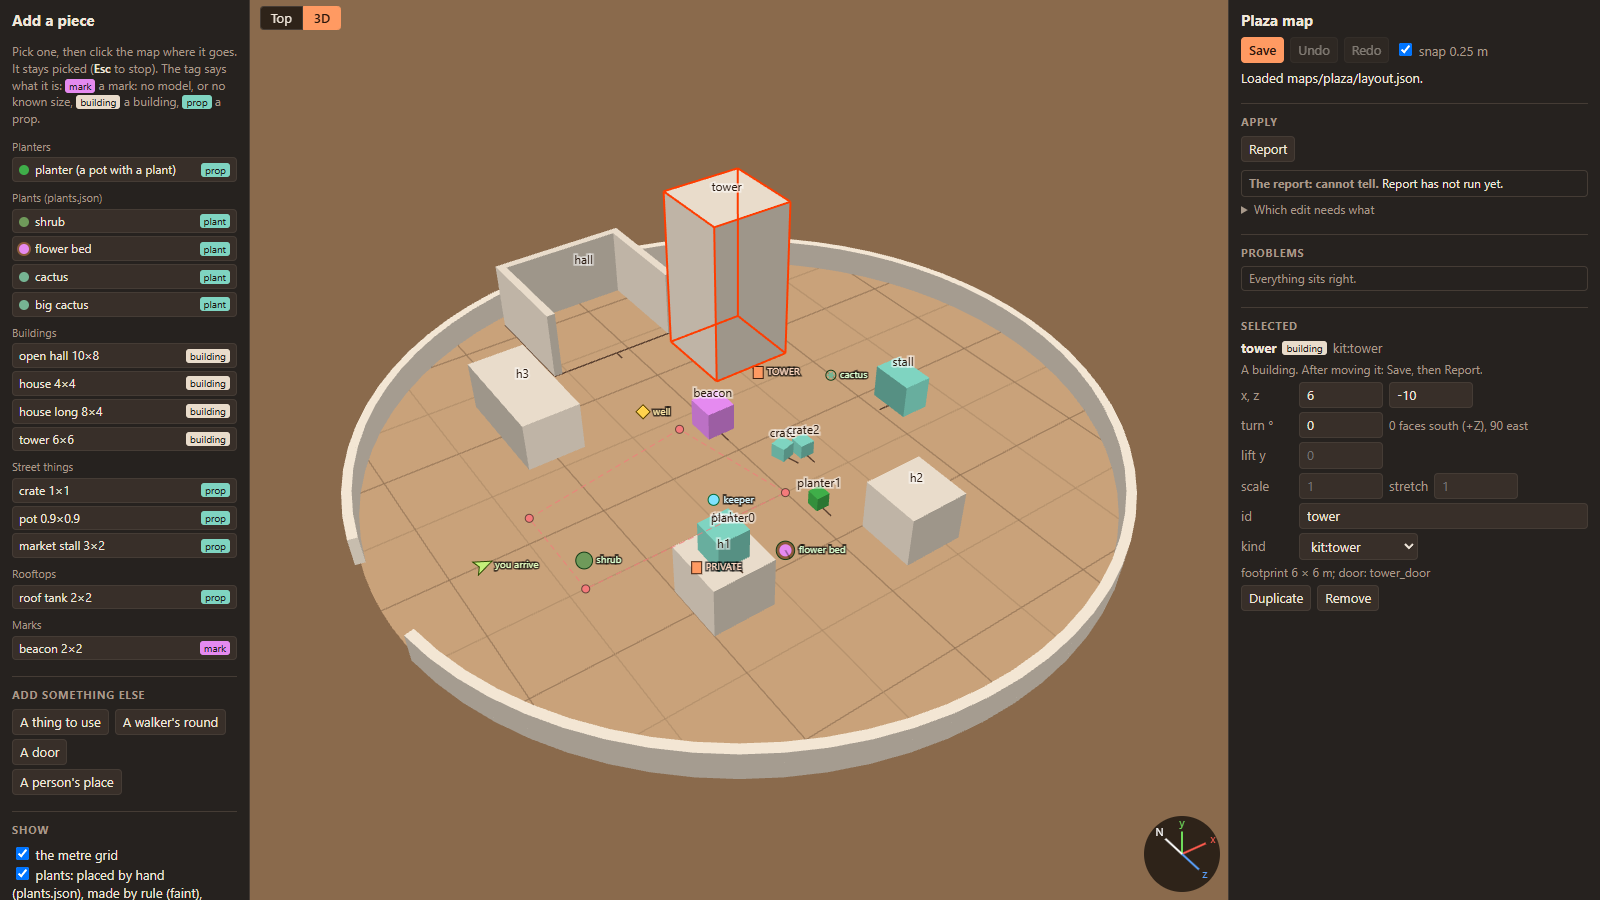 Add a piece
Pick one, then click the map where it goes.
It stays picked (Esc to stop). The tag says
what it is: mark a mark: no model, or no
known size, building a building, prop a
prop.
Planters
planter (a pot with a plant) prop
Plants (plants.json)
shrub plant
flower bed plant
cactus plant
big cactus plant
Buildings
open hall 10×8 building
house 4×4 building
house long 8×4 building
tower 6×6 building
Street things
crate 1×1 prop
pot 0.9×0.9 prop
market stall 3×2 prop
Rooftops
roof tank 2×2 prop
Marks
beacon 2×2 mark
ADD SOMETHING ELSE
A thing to use A walker's round
A door
A person's place
SHOW
the metre grid
plants: placed by hand
(plants.json), made by rule (faint),
Top 3D
tower
hall
h3
TOWER
cactus
stall
beacon
well
crate2
planter1
h2
keeper
planter0
h1
flower bed
you arrive
shrub
PRIVATE
N
y
x
z
Plaza map
Save Undo Redo snap 0.25 m
Loaded maps/plaza/layout.json.
APPLY
Report
The report: cannot tell. Report has not run yet.
Which edit needs what
PROBLEMS
Everything sits right.
SELECTED
tower building kit:tower
A building. After moving it: Save, then Report.
x, z 6 -10
turn ° 0 0 faces south (+Z), 90 east
lift y 0
scale 1 stretch 1
id tower
kind kit:tower
footprint 6 × 6 m; door: tower_door
Duplicate Remove